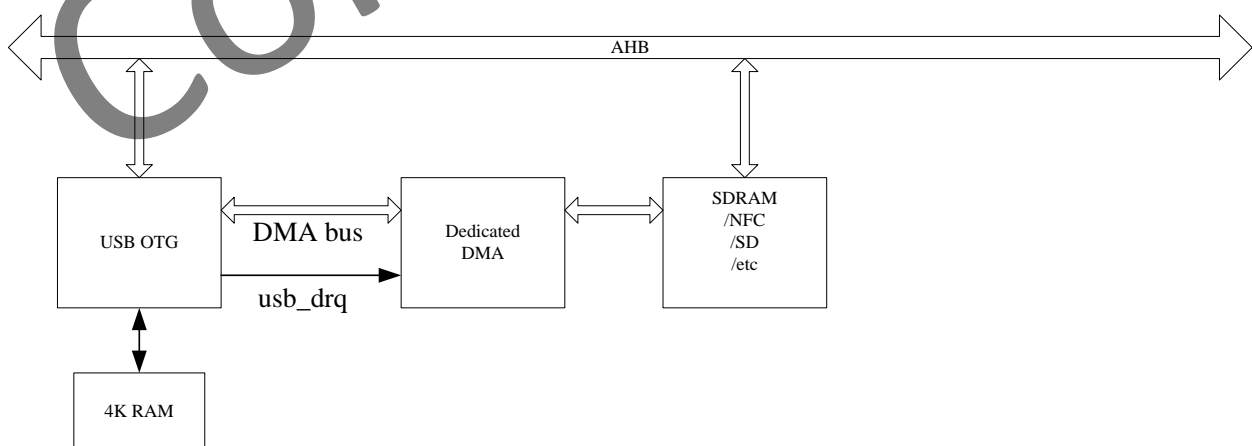 AHB
USB OTG
DMA bus
usb_drq
Dedicated
DMA
SDRAM
/NFC
/SD
/etc
4K RAM